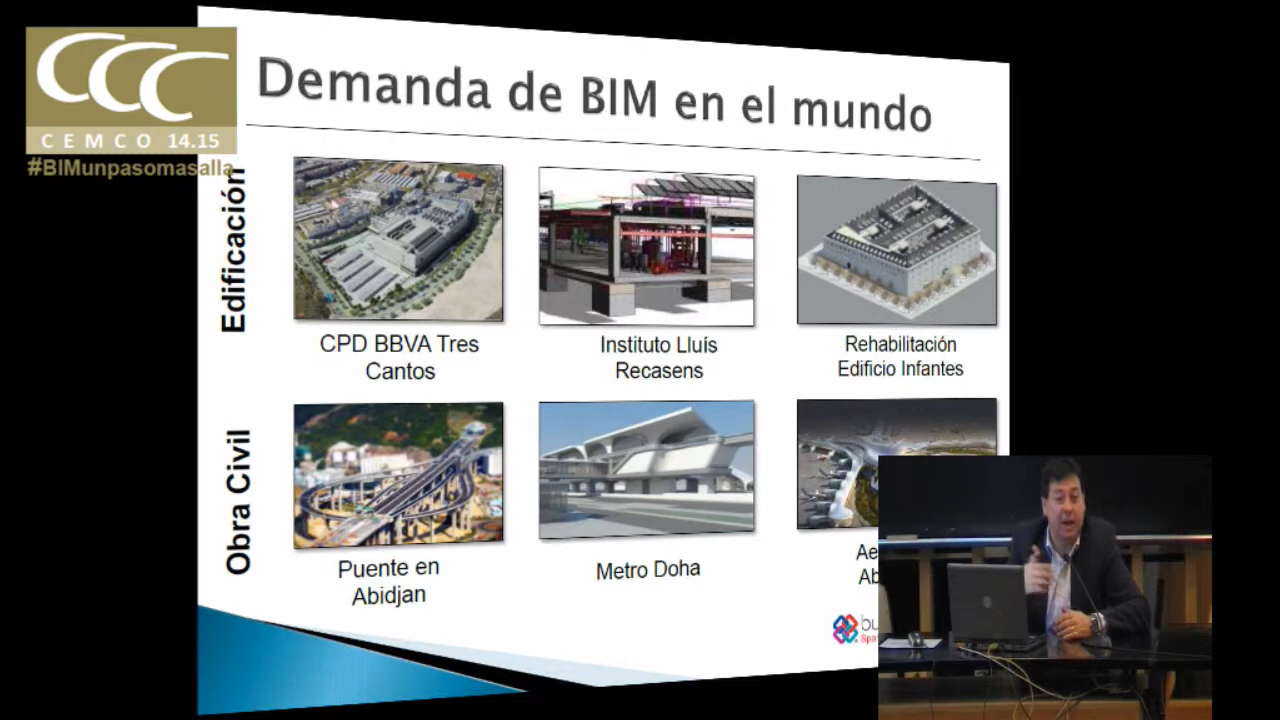 CEMCO 14.15
#BIMunpasomasalla
Demanda de BIM en el mundo
Edificación
CPD BBVA Tres
Cantos
Instituto Lluís
Recasens
Rehabilitación
Edificio Infantes
Obra Civil
Puente en
Abidjan
Metro Doha